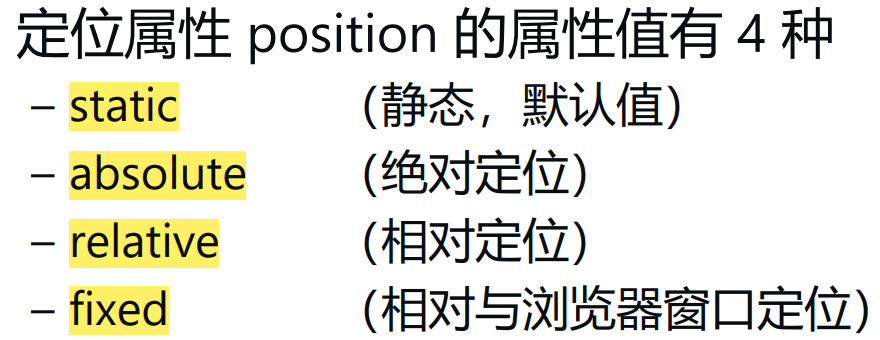 定位属性 position 的属性值有 4 种
– static （静态，默认值）
– absolute （绝对定位）
– relative （相对定位）
– fixed （相对与浏览器窗口定位）